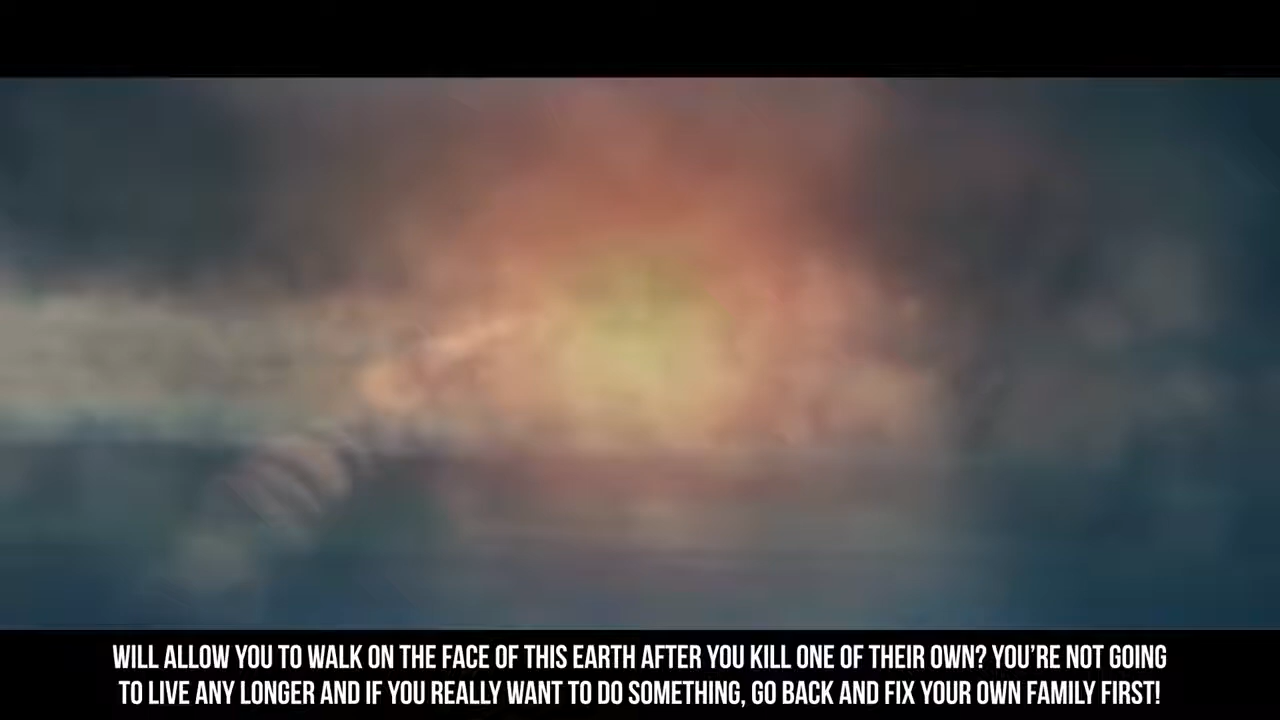 WILL ALLOW YOU TO WALK ON THE FACE OF THIS EARTH AFTER YOU KILL ONE OF THEIR OWN? YOU'RE NOT GOING
TO LIVE ANY LONGER AND IF YOU REALLY WANT TO DO SOMETHING, GO BACK AND FIX YOUR OWN FAMILY FIRST!